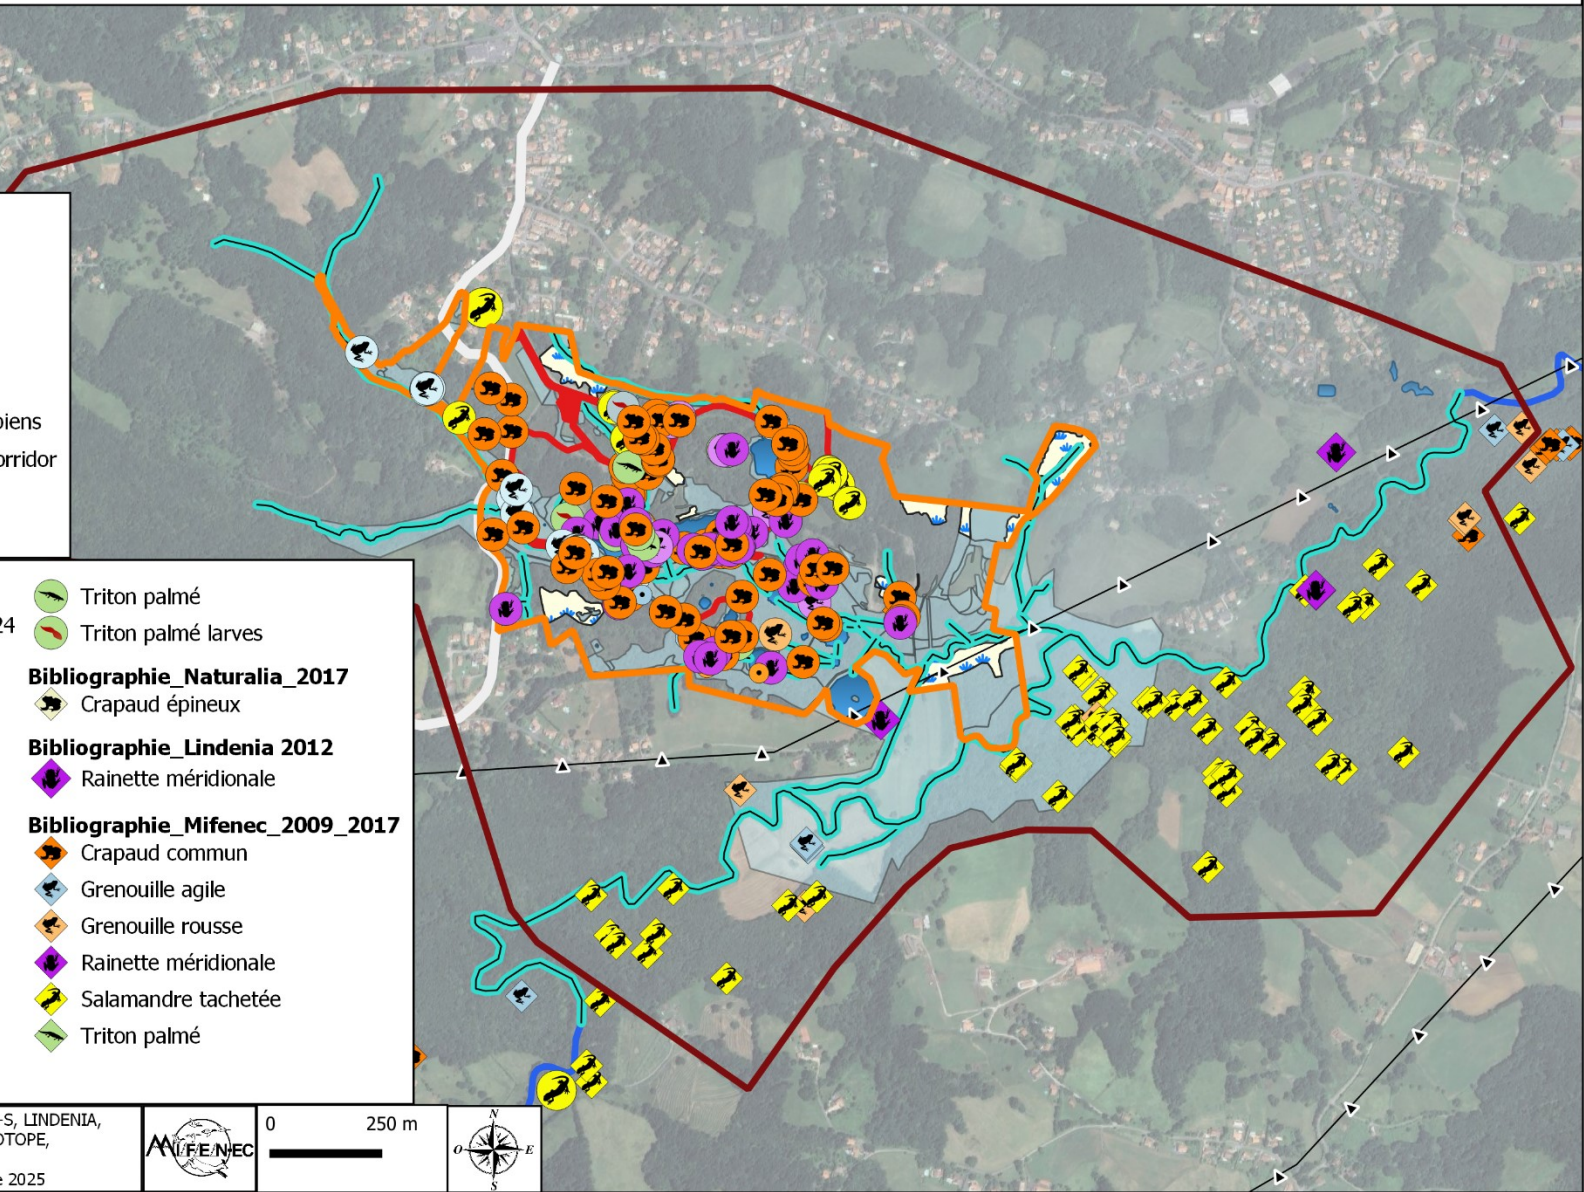 piens
orridor
24
Triton palmé
Triton palmé larves
Bibliographie_Naturalia_2017
Crapaud épineux
Bibliographie_Lindenia 2012
Rainette méridionale
Bibliographie_Mifenec_2009_2017
Crapaud commun
Grenouille agile
Grenouille rousse
Rainette méridionale
Salamandre tachetée
Triton palmé
-S, LINDENIA,
OTOPE,
e 2025
MIFENEC
0 250 m
N
O E
S